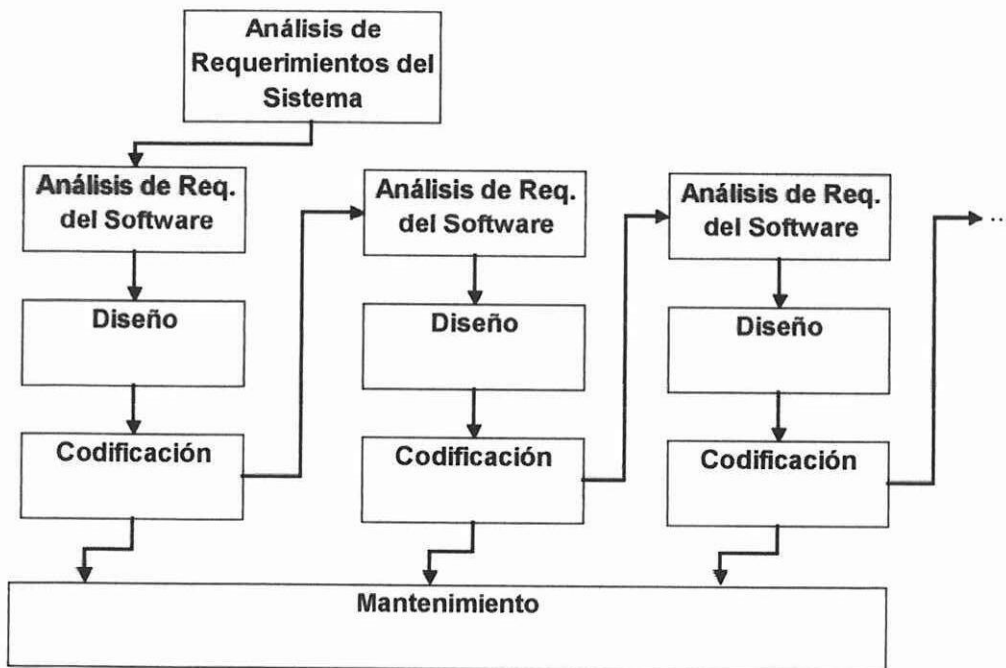 Análisis de
Requerimientos del
Sistema
Análisis de Req.
del Software
Análisis de Req.
del Software
Análisis de Req.
del Software
...
Diseño
Diseño
Diseño
Codificación
Codificación
Codificación
Mantenimiento